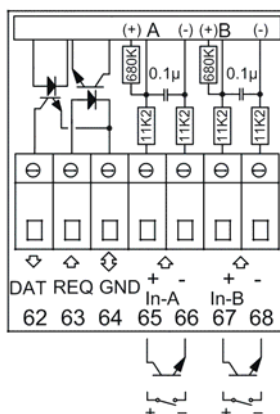 (+) A (-) (+) B (-)
680K 0.1µ 680K 0.1µ
11K2 11K2 11K2 11K2
DAT REQ GND + - + -
In-A In-B
62 63 64 65 66 67 68
+ - + -